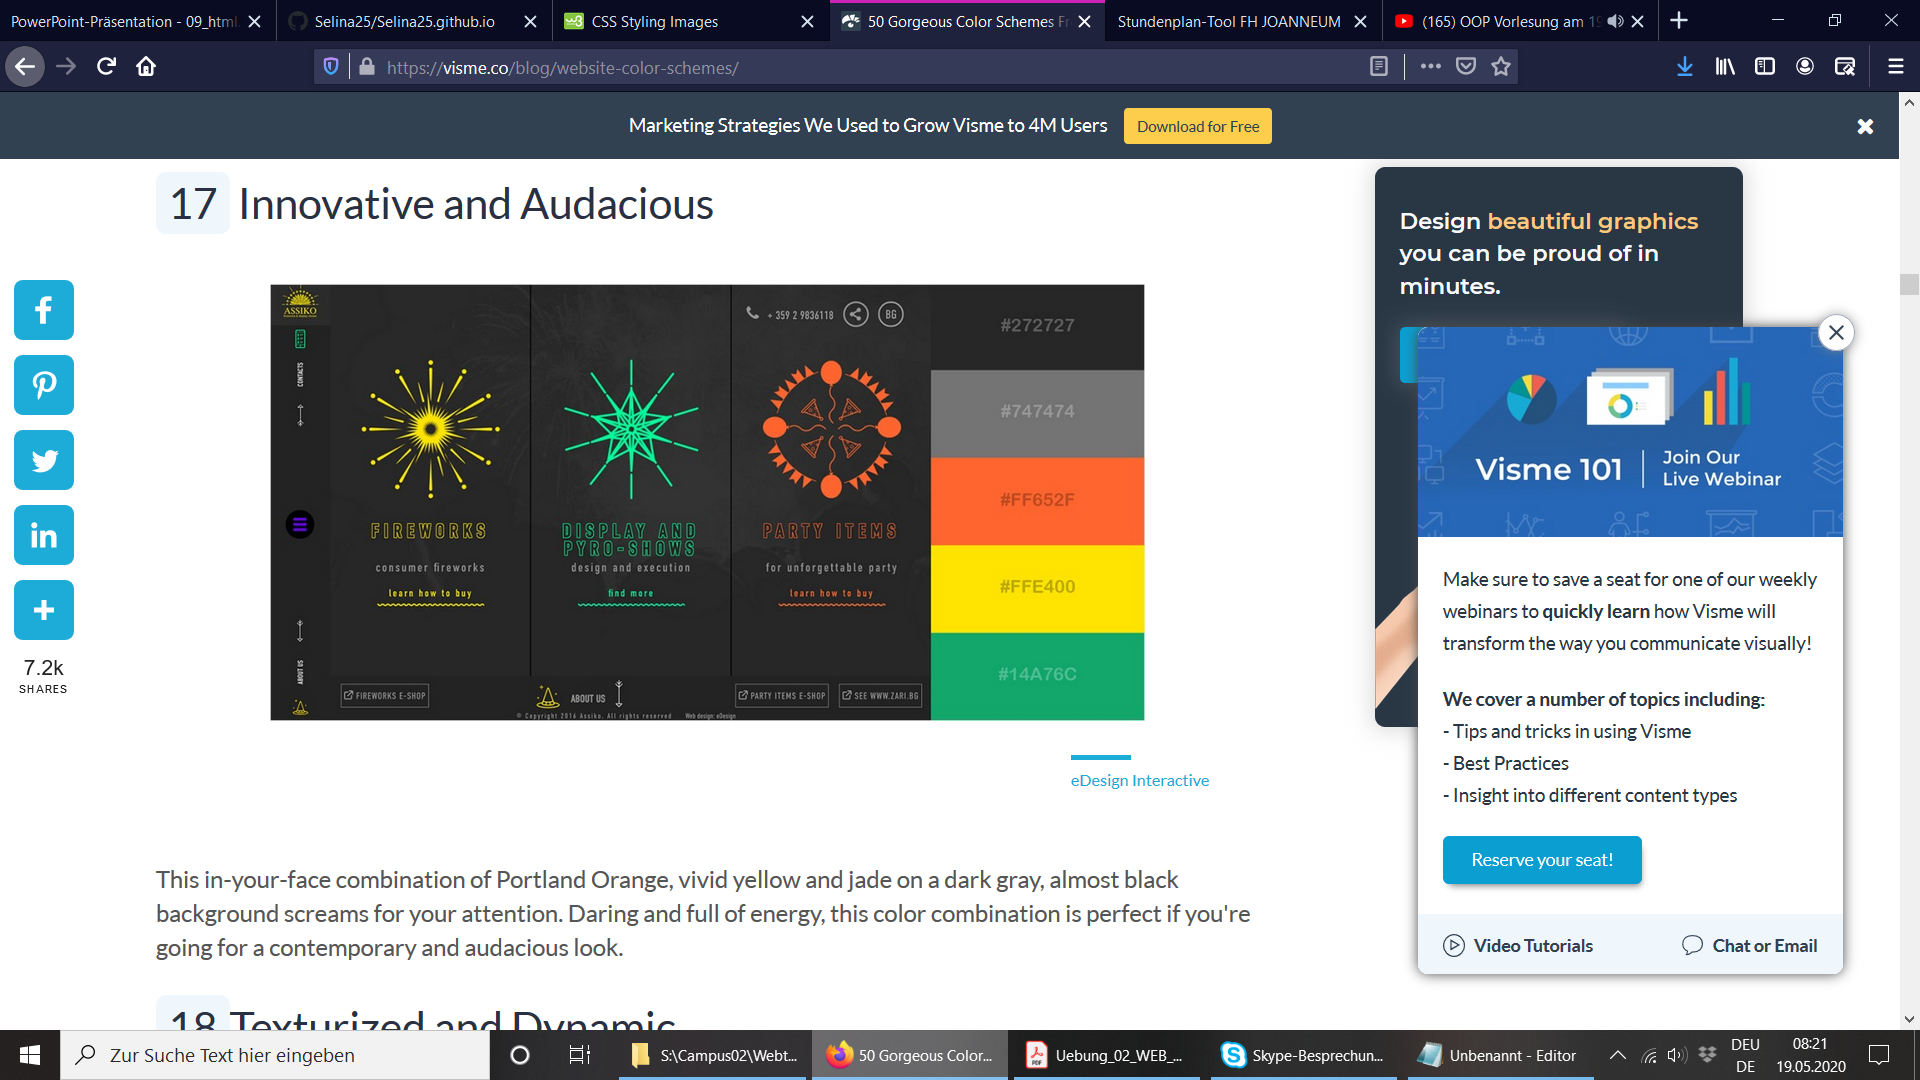 PowerPoint-Präsentation - 09_html
Selina25/Selina25.github.io
CSS Styling Images
50 Gorgeous Color Schemes Fr
Stundenplan-Tool FH JOANNEUM
(165) OOP Vorlesung am 19
https://visme.co/blog/website-color-schemes/
Marketing Strategies We Used to Grow Visme to 4M Users
Download for Free
17 Innovative and Audacious
7.2k
SHARES
ASSIKO
CONTACTS
ABOUT US
+ 359 2 9836118
BG
FIREWORKS
consumer fireworks
learn how to buy
DISPLAY AND
PYRO-SHOWS
design and execution
find more
PARTY ITEMS
for unforgettable party
learn how to buy
FIREWORKS E-SHOP
ABOUT US
PARTY ITEMS E-SHOP
SEE WWW.ZARI.BG
© Copyright 2016 Assiko. All rights reserved Web design: eDesign
#272727
#747474
#FF652F
#FFE400
#14A76C
eDesign Interactive
This in-your-face combination of Portland Orange, vivid yellow and jade on a dark gray, almost black
background screams for your attention. Daring and full of energy, this color combination is perfect if you're
going for a contemporary and audacious look.
18 Texturized and Dynamic
Design beautiful graphics
you can be proud of in
minutes.
Visme 101
Join Our
Live Webinar
Make sure to save a seat for one of our weekly
webinars to quickly learn how Visme will
transform the way you communicate visually!
We cover a number of topics including:
- Tips and tricks in using Visme
- Best Practices
- Insight into different content types
Reserve your seat!
Video Tutorials
Chat or Email
Zur Suche Text hier eingeben
S:\Campus02\Webt...
50 Gorgeous Color...
Uebung_02_WEB_...
Skype-Besprechun...
Unbenannt - Editor
DEU
DE
08:21
19.05.2020